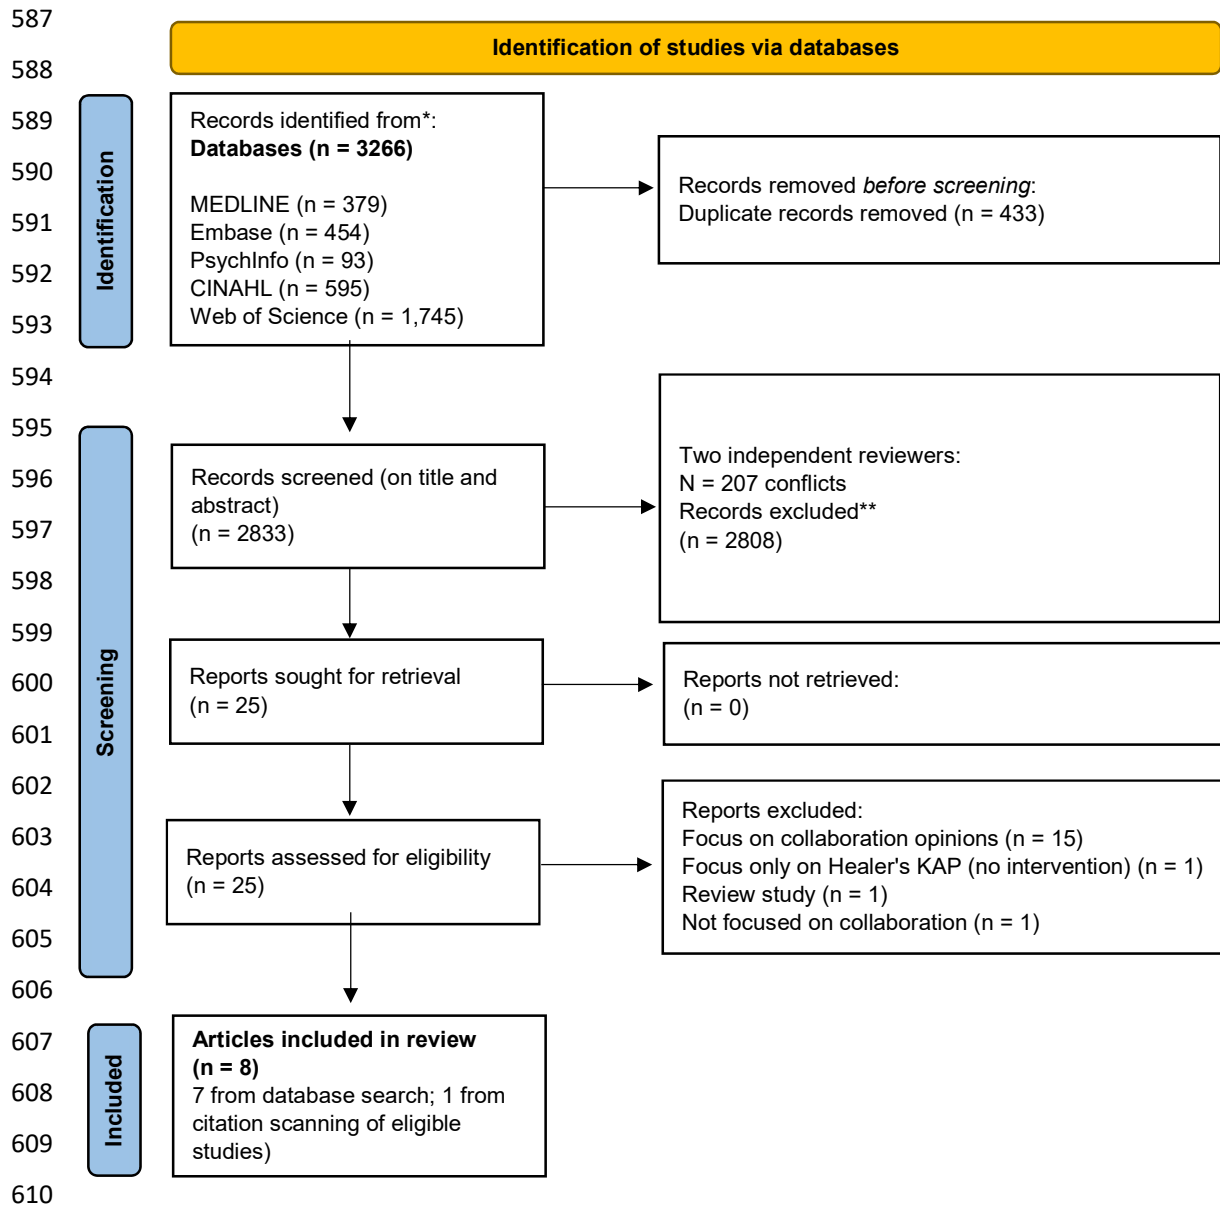 587
Identification of studies via databases
588
589
Identification
Records identified from*:
Databases (n = 3266)
MEDLINE (n = 379)
Embase (n = 454)
PsychInfo (n = 93)
CINAHL (n = 595)
Web of Science (n = 1,745)
590
Records removed before screening:
Duplicate records removed (n = 433)
591
592
593
594
595
Screening
596
Records screened (on title and
abstract)
(n = 2833)
Two independent reviewers:
N = 207 conflicts
Records excluded**
(n = 2808)
597
598
599
600
Reports sought for retrieval
(n = 25)
Reports not retrieved:
(n = 0)
601
602
603
Reports assessed for eligibility
(n = 25)
Reports excluded:
Focus on collaboration opinions (n = 15)
Focus only on Healer's KAP (no intervention) (n = 1)
Review study (n = 1)
Not focused on collaboration (n = 1)
604
605
606
607
Included
Articles included in review
(n = 8)
7 from database search; 1 from
citation scanning of eligible
studies)
608
609
610